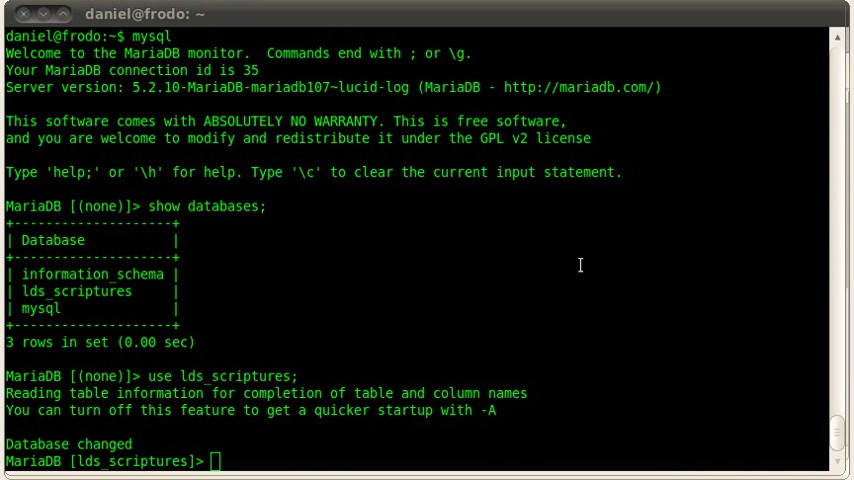 daniel@frodo: ~
daniel@frodo:~$ mysql
Welcome to the MariaDB monitor.  Commands end with ; or \g.
Your MariaDB connection id is 35
Server version: 5.2.10-MariaDB-mariadb107~lucid-log (MariaDB - http://mariadb.com/)
This software comes with ABSOLUTELY NO WARRANTY. This is free software,
and you are welcome to modify and redistribute it under the GPL v2 license
Type 'help;' or '\h' for help. Type '\c' to clear the current input statement.
MariaDB [(none)]> show databases;
+--------------------+
| Database           |
+--------------------+
| information_schema |
| lds_scriptures     |
| mysql              |
+--------------------+
3 rows in set (0.00 sec)
MariaDB [(none)]> use lds_scriptures;
Reading table information for completion of table and column names
You can turn off this feature to get a quicker startup with -A
Database changed
MariaDB [lds_scriptures]>